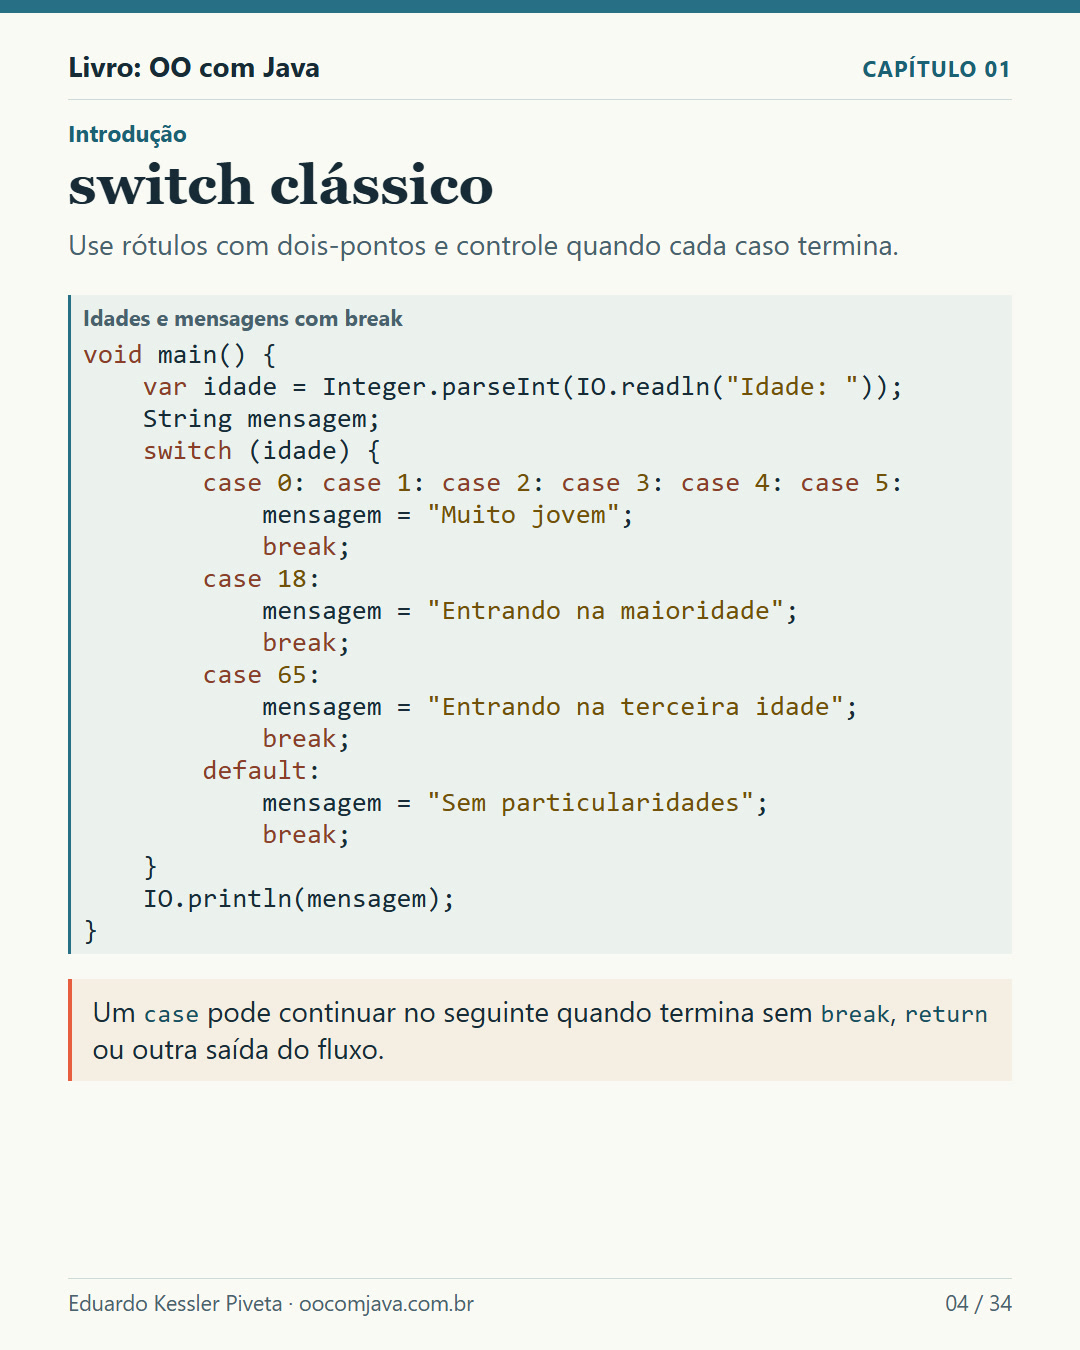 Livro: OO com Java
CAPÍTULO 01
Introdução
switch clássico
Use rótulos com dois-pontos e controle quando cada caso termina.
Idades e mensagens com break
void main() {
    var idade = Integer.parseInt(IO.readln("Idade: "));
    String mensagem;
    switch (idade) {
        case 0: case 1: case 2: case 3: case 4: case 5:
            mensagem = "Muito jovem";
            break;
        case 18:
            mensagem = "Entrando na maioridade";
            break;
        case 65:
            mensagem = "Entrando na terceira idade";
            break;
        default:
            mensagem = "Sem particularidades";
            break;
    }
    IO.println(mensagem);
}
Um case pode continuar no seguinte quando termina sem break, return
ou outra saída do fluxo.
Eduardo Kessler Piveta · oocomjava.com.br
04 / 34